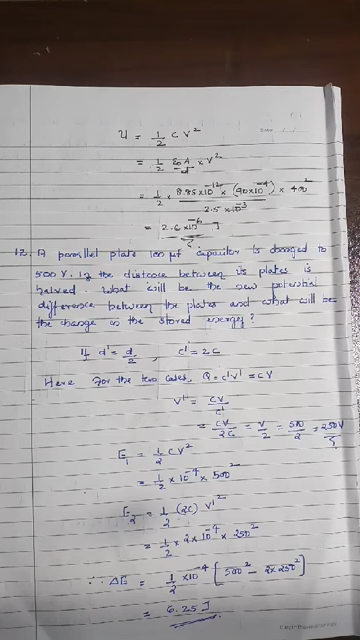 U = 1/2 C V²
= 1/2 ε₀A/d × V²
= 1/2 × 8.85×10⁻¹² × (90×10⁻⁴) × 400² / 2.5×10⁻³
= 2.6×10⁻⁶ J
13. A parallel plate 100 μf capacitor is charged to
500 V. If the distance between its plates is
halved. What will be the new potential
difference between the plates and what will be
the change in the stored energy?
If d' = d/2, C' = 2C
Here For the two cases, Q = C'V' = CV
V' = CV/C'
= CV/2C = V/2 = 500/2 = 250V
E₁ = 1/2 CV²
= 1/2 × 10⁻⁴ × 500²
E₂ = 1/2 (2C) V'²
= 1/2 × 2×10⁻⁴ × 250²
∴ ΔE = 1/2 × 10⁻⁴ [500² - 2×250²]
= 6.25 J